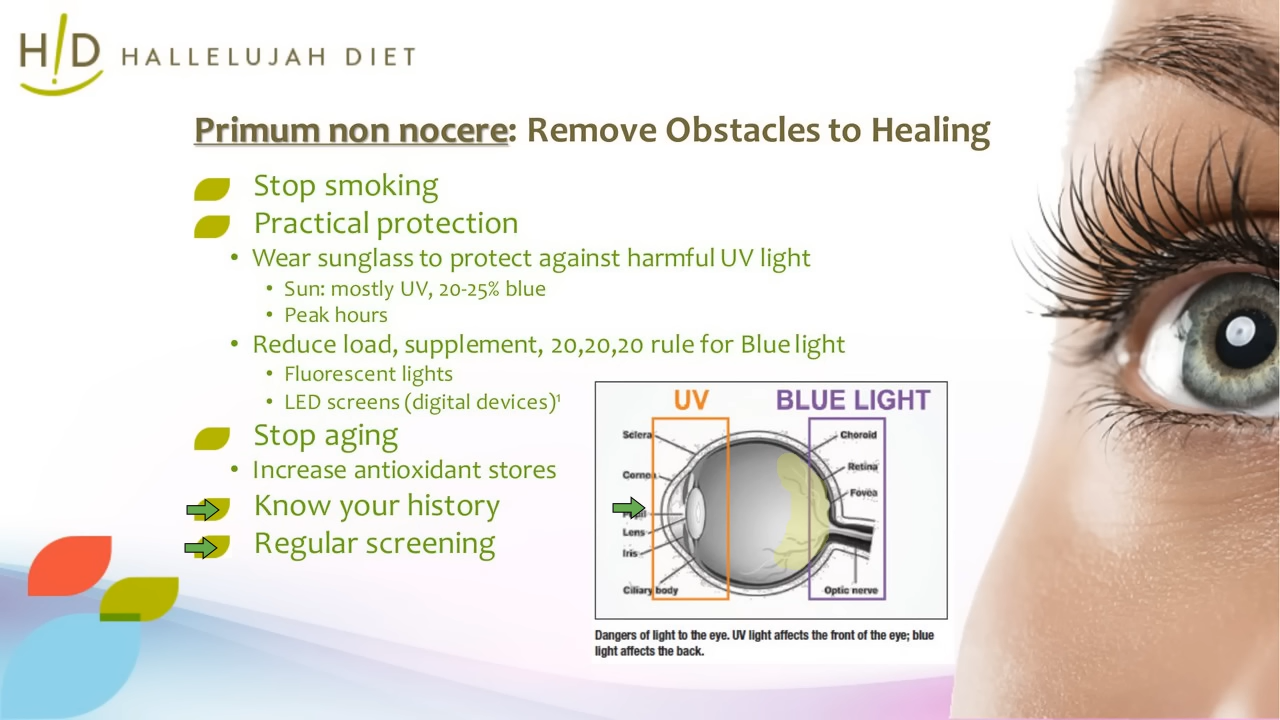 H!D HALLELUJAH DIET
Primum non nocere: Remove Obstacles to Healing
Stop smoking
Practical protection
• Wear sunglass to protect against harmful UV light
• Sun: mostly UV, 20-25% blue
• Peak hours
• Reduce load, supplement, 20,20,20 rule for Blue light
• Fluorescent lights
• LED screens (digital devices)¹
Stop aging
• Increase antioxidant stores
Know your history
Regular screening
UV
BLUE LIGHT
Sclera
Cornea
Lens
Iris
Ciliary body
Choroid
Retina
Fovea
Optic nerve
Dangers of light to the eye. UV light affects the front of the eye; blue
light affects the back.